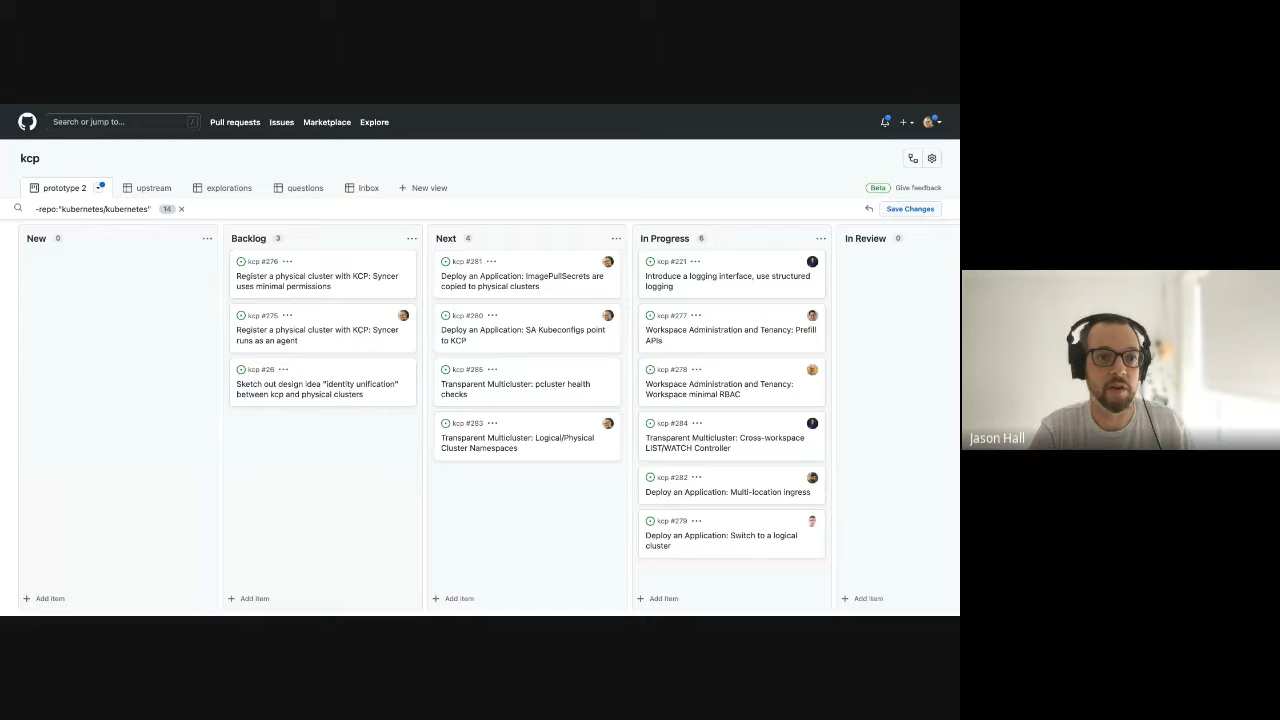 Search or jump to... /
Pull requests
Issues
Marketplace
Explore
kcp
prototype 2
upstream
explorations
questions
Inbox
+ New view
Beta
Give feedback
-repo:"kubernetes/kubernetes" 14
Save Changes
New 0
+ Add item
Backlog 3
kcp #276
Register a physical cluster with KCP: Syncer
uses minimal permissions
kcp #275
Register a physical cluster with KCP: Syncer
runs as an agent
kcp #26
Sketch out design idea "identity unification"
between kcp and physical clusters
+ Add item
Next 4
kcp #281
Deploy an Application: ImagePullSecrets are
copied to physical clusters
kcp #280
Deploy an Application: SA Kubeconfigs point
to KCP
kcp #285
Transparent Multicluster: pcluster health
checks
kcp #283
Transparent Multicluster: Logical/Physical
Cluster Namespaces
+ Add item
In Progress 6
kcp #221
Introduce a logging interface, use structured
logging
kcp #277
Workspace Administration and Tenancy: Prefill
APIs
kcp #278
Workspace Administration and Tenancy:
Workspace minimal RBAC
kcp #284
Transparent Multicluster: Cross-workspace
LIST/WATCH Controller
kcp #282
Deploy an Application: Multi-location ingress
kcp #279
Deploy an Application: Switch to a logical
cluster
+ Add item
In Review 0
+ Add item
Jason Hall